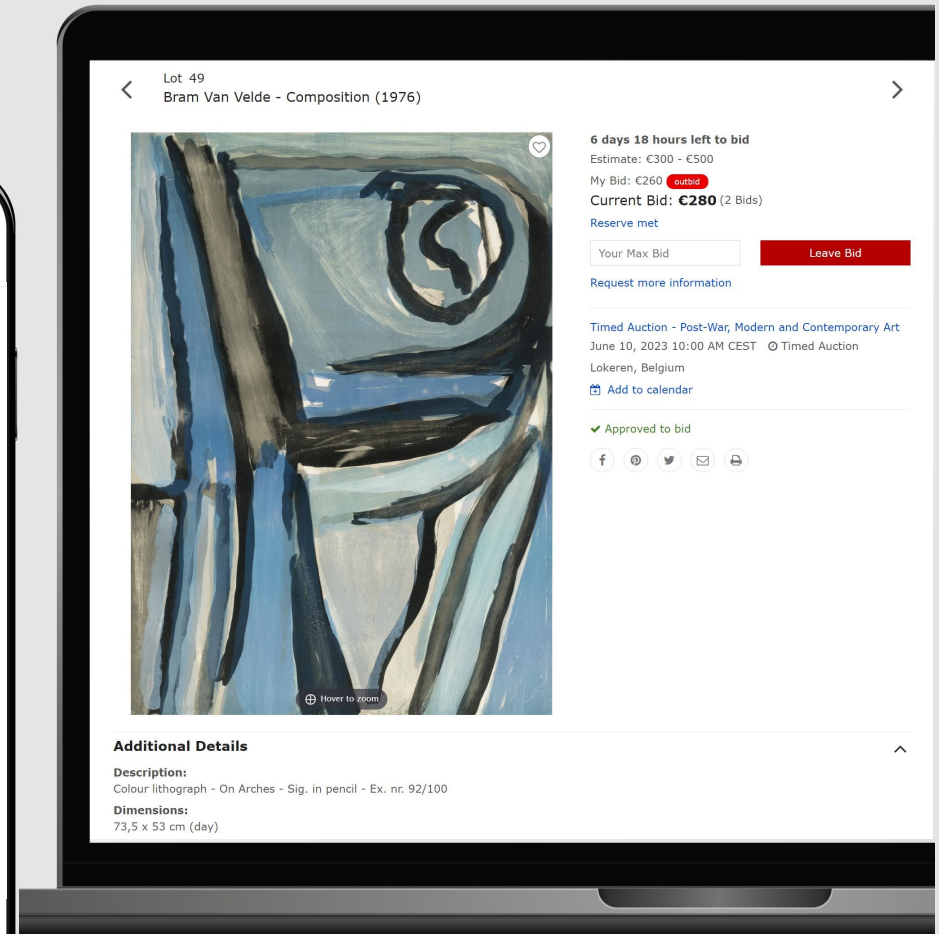 Lot 49
Bram Van Velde - Composition (1976)
6 days 18 hours left to bid
Estimate: €300 - €500
My Bid: €260 outbid
Current Bid: €280 (2 Bids)
Reserve met
Your Max Bid Leave Bid
Request more information
Timed Auction - Post-War, Modern and Contemporary Art
June 10, 2023 10:00 AM CEST Timed Auction
Lokeren, Belgium
Add to calendar
Approved to bid
Hover to zoom
Additional Details
Description:
Colour lithograph - On Arches - Sig. in pencil - Ex. nr. 92/100
Dimensions:
73,5 x 53 cm (day)